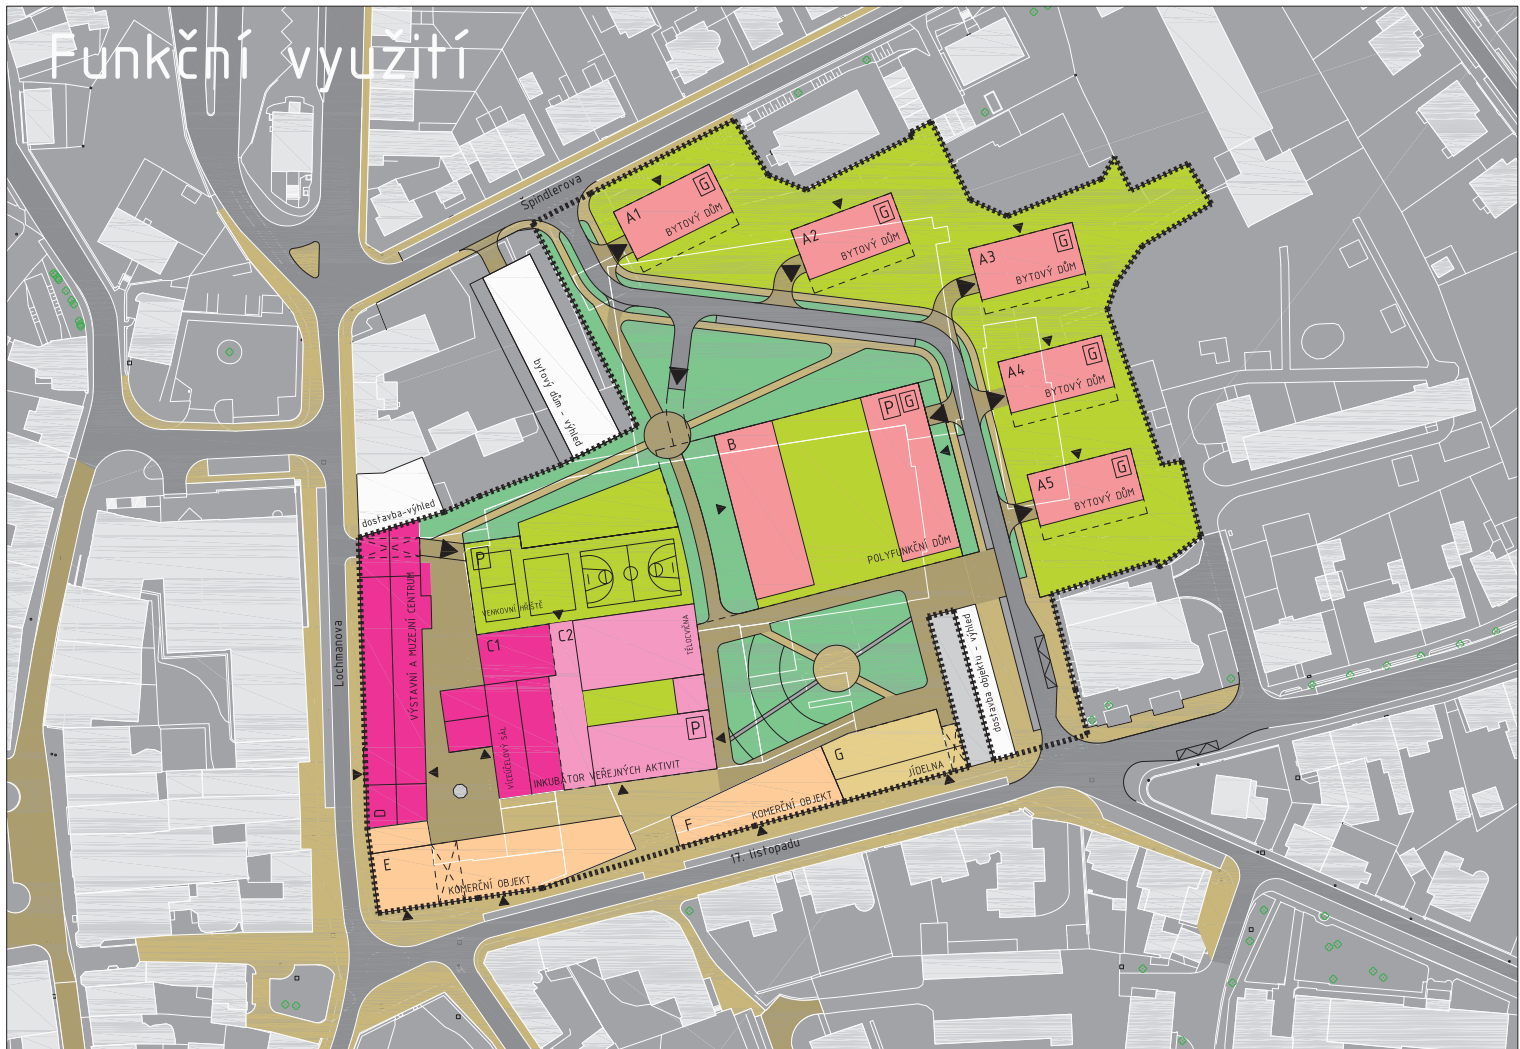 Funkční využití
Spindlerova
A1
G
BYTOVÝ DŮM
A2
G
BYTOVÝ DŮM
A3
G
BYTOVÝ DŮM
A4
G
BYTOVÝ DŮM
A5
G
BYTOVÝ DŮM
bytový dům - výhled
P
G
B
POLYFUNKČNÍ DŮM
dostavba-výhled
P
VENKOVNÍ HŘIŠTĚ
VÝSTAVNÍ A MUZEJNÍ CENTRUM
Lochmanova
C1
C2
TĚLOCVIČNA
P
VÍCEÚČELOVÝ SÁL
INKUBÁTOR VEŘEJNÝCH AKTIVIT
dostavba objektu - výhled
D
E
KOMERČNÍ OBJEKT
F
KOMERČNÍ OBJEKT
G
JÍDELNA
17. listopadu